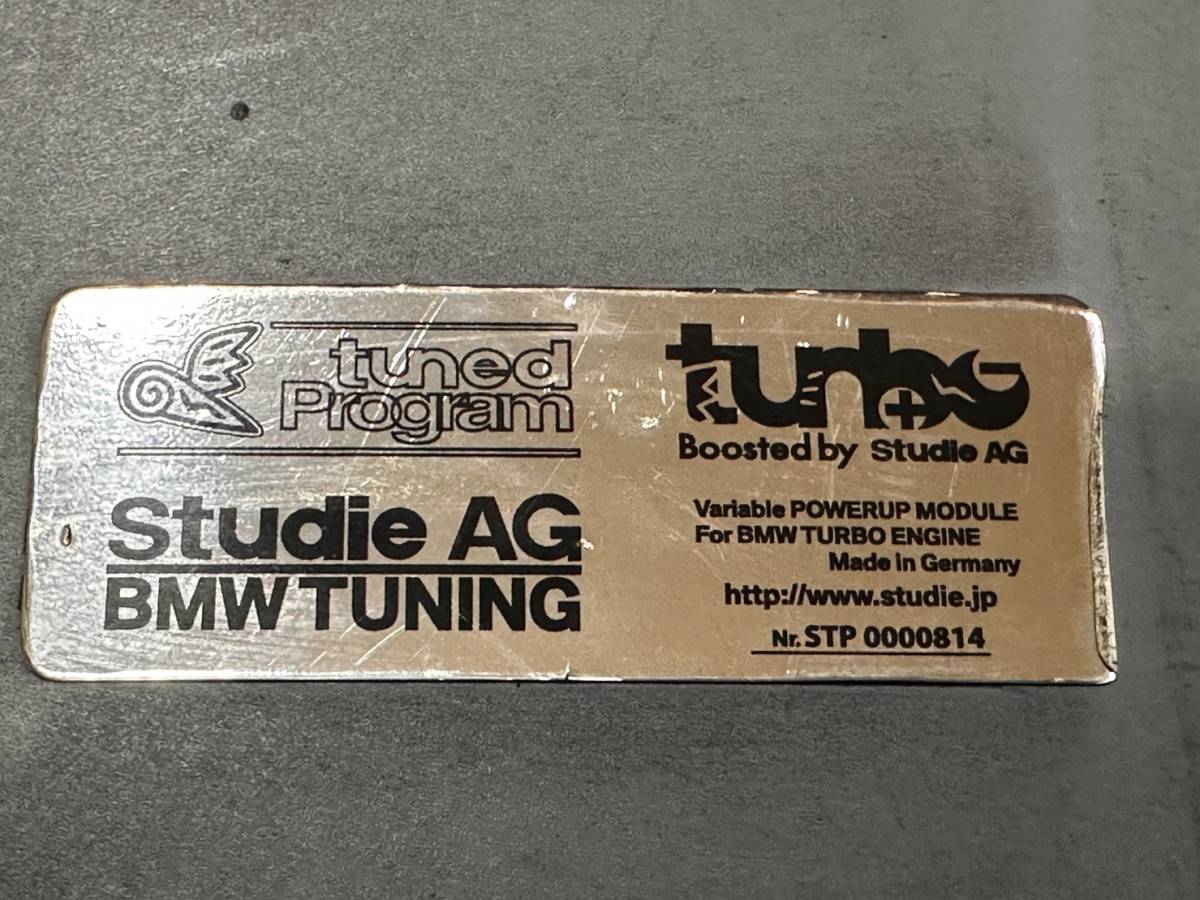 tuned
Program
Studie AG
BMW TUNING
turbo
Boosted by Studie AG
Variable POWERUP MODULE
For BMW TURBO ENGINE
Made in Germany
http://www.studie.jp
Nr. STP 0000814